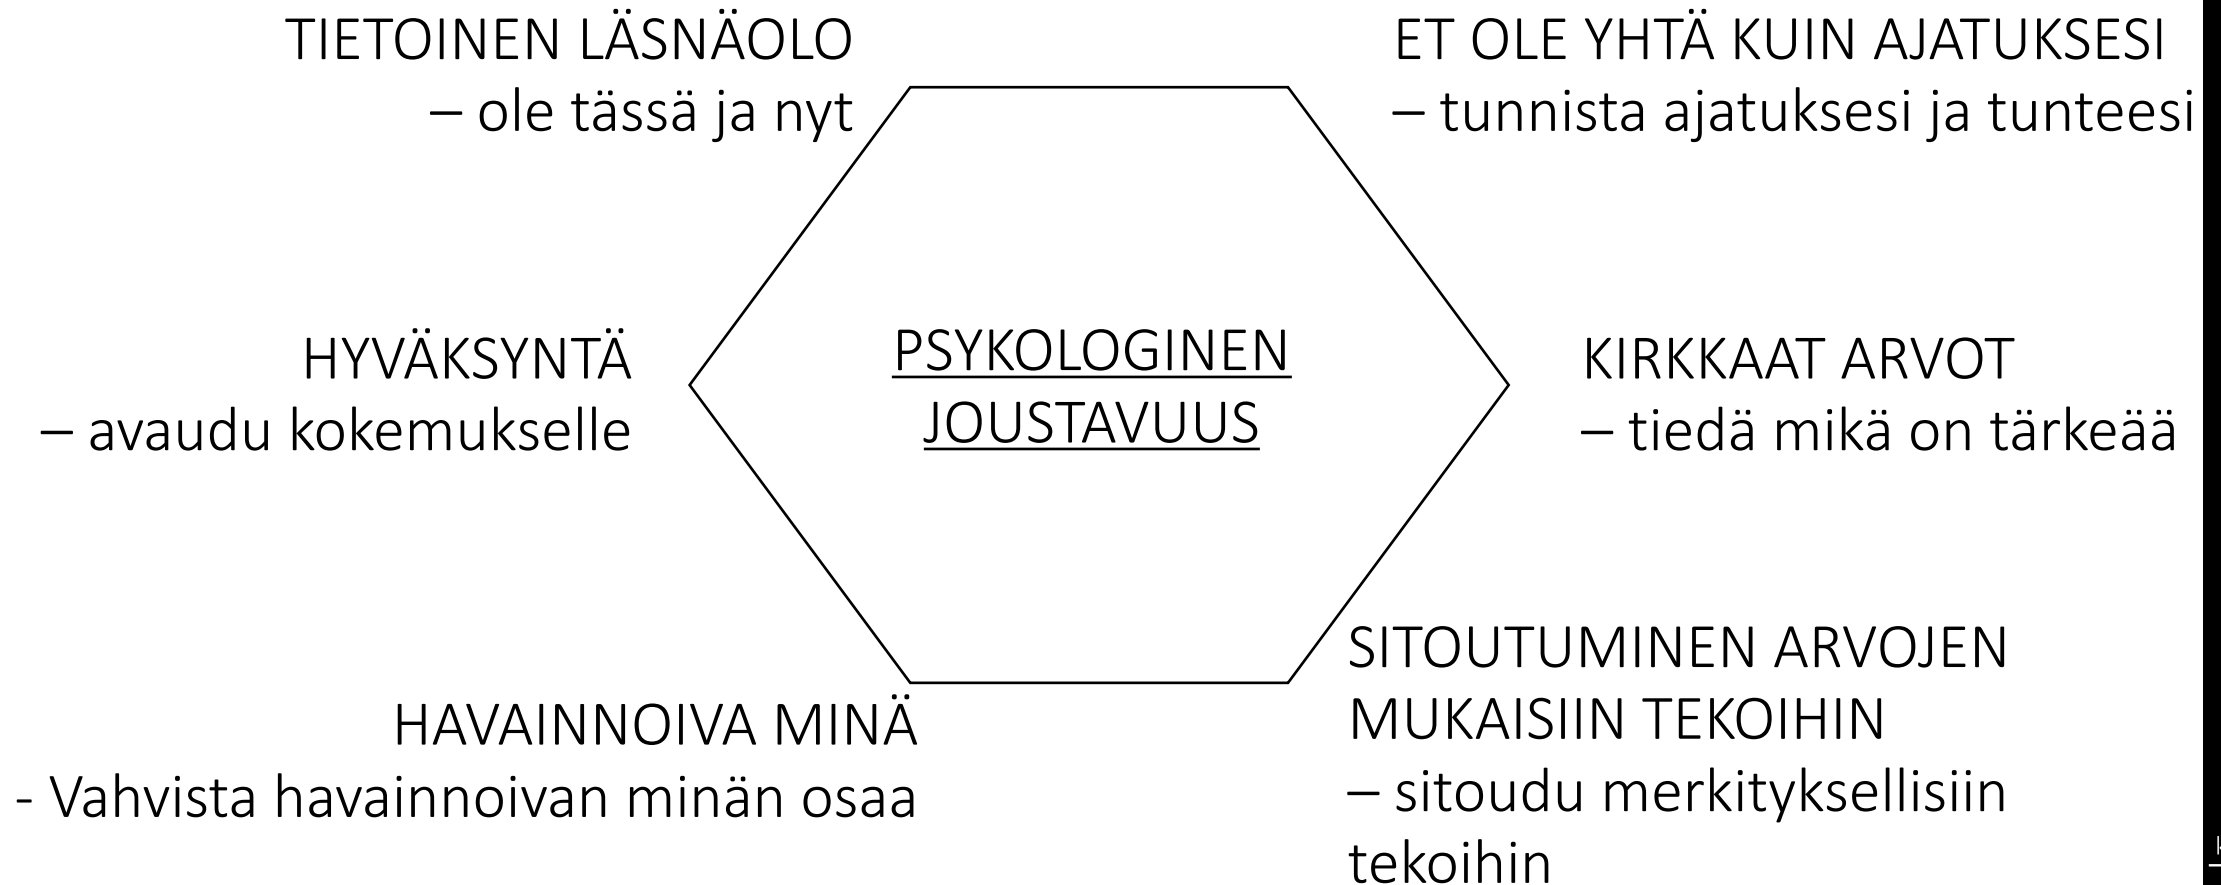 TIETOINEN LÄSNÄOLO
– ole tässä ja nyt
ET OLE YHTÄ KUIN AJATUKSESI
– tunnista ajatuksesi ja tunteesi
HYVÄKSYNTÄ
– avaudu kokemukselle
PSYKOLOGINEN
JOUSTAVUUS
KIRKKAAT ARVOT
– tiedä mikä on tärkeää
HAVAINNOIVA MINÄ
- Vahvista havainnoivan minän osaa
SITOUTUMINEN ARVOJEN
MUKAISIIN TEKOIHIN
– sitoudu merkityksellisiin
tekoihin